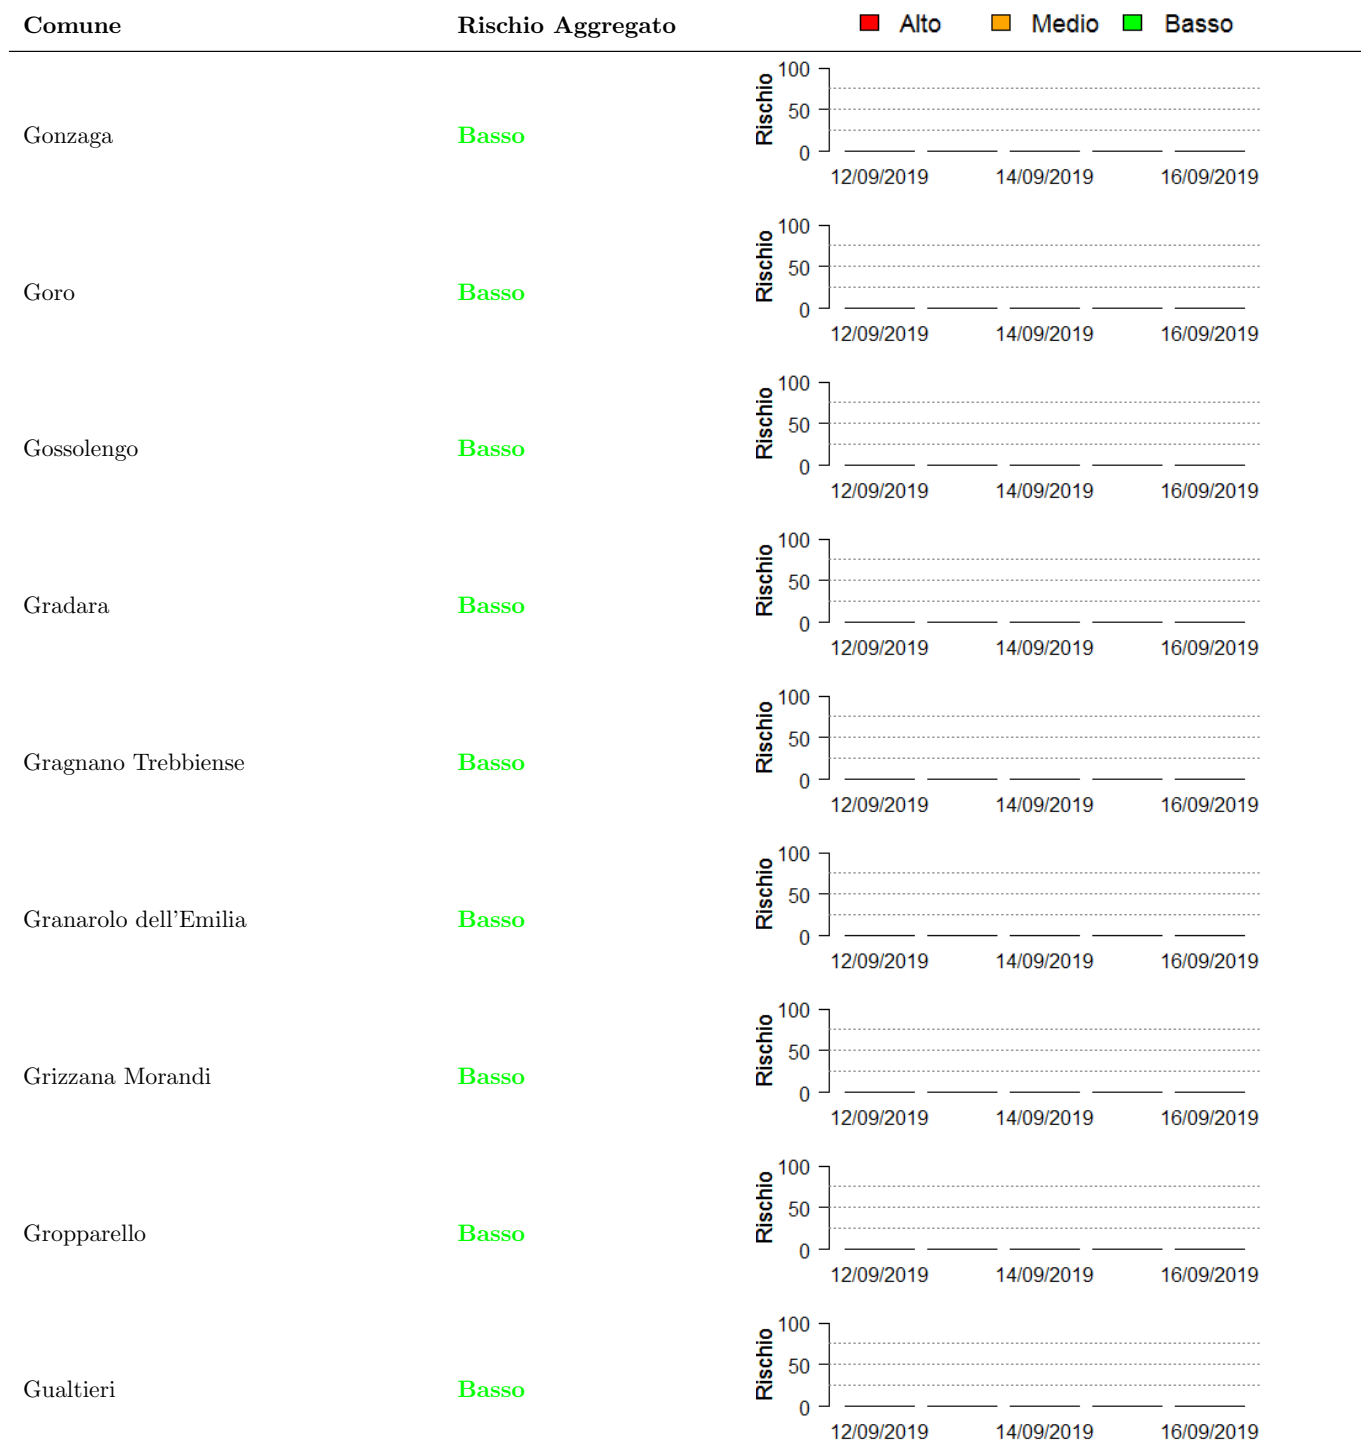 Comune Rischio Aggregato Alto Medio Basso
Gonzaga Basso
Rischio
100
50
0
12/09/2019 14/09/2019 16/09/2019
Goro Basso
Rischio
100
50
0
12/09/2019 14/09/2019 16/09/2019
Gossolengo Basso
Rischio
100
50
0
12/09/2019 14/09/2019 16/09/2019
Gradara Basso
Rischio
100
50
0
12/09/2019 14/09/2019 16/09/2019
Gragnano Trebbiense Basso
Rischio
100
50
0
12/09/2019 14/09/2019 16/09/2019
Granarolo dell'Emilia Basso
Rischio
100
50
0
12/09/2019 14/09/2019 16/09/2019
Grizzana Morandi Basso
Rischio
100
50
0
12/09/2019 14/09/2019 16/09/2019
Gropparello Basso
Rischio
100
50
0
12/09/2019 14/09/2019 16/09/2019
Gualtieri Basso
Rischio
100
50
0
12/09/2019 14/09/2019 16/09/2019